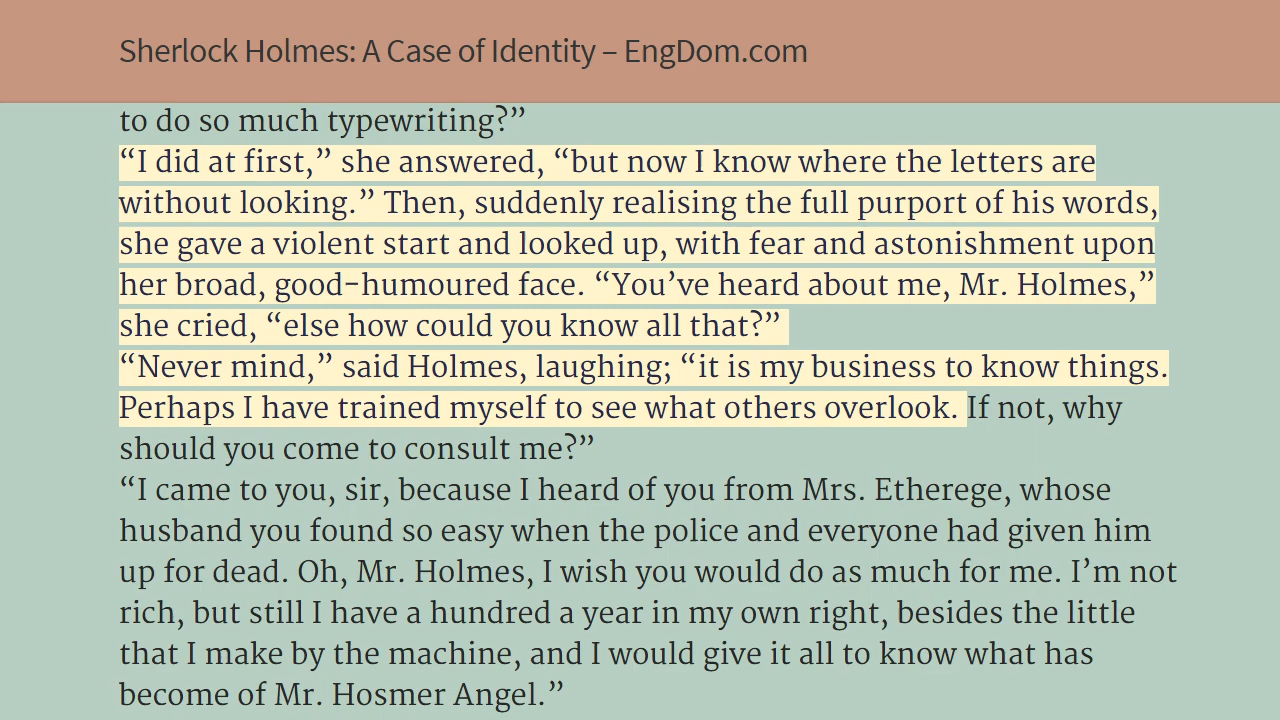 Sherlock Holmes: A Case of Identity – EngDom.com
to do so much typewriting?”
“I did at first,” she answered, “but now I know where the letters are
without looking.” Then, suddenly realising the full purport of his words,
she gave a violent start and looked up, with fear and astonishment upon
her broad, good-humoured face. “You’ve heard about me, Mr. Holmes,”
she cried, “else how could you know all that?”
“Never mind,” said Holmes, laughing; “it is my business to know things.
Perhaps I have trained myself to see what others overlook. If not, why
should you come to consult me?”
“I came to you, sir, because I heard of you from Mrs. Etherege, whose
husband you found so easy when the police and everyone had given him
up for dead. Oh, Mr. Holmes, I wish you would do as much for me. I’m not
rich, but still I have a hundred a year in my own right, besides the little
that I make by the machine, and I would give it all to know what has
become of Mr. Hosmer Angel.”